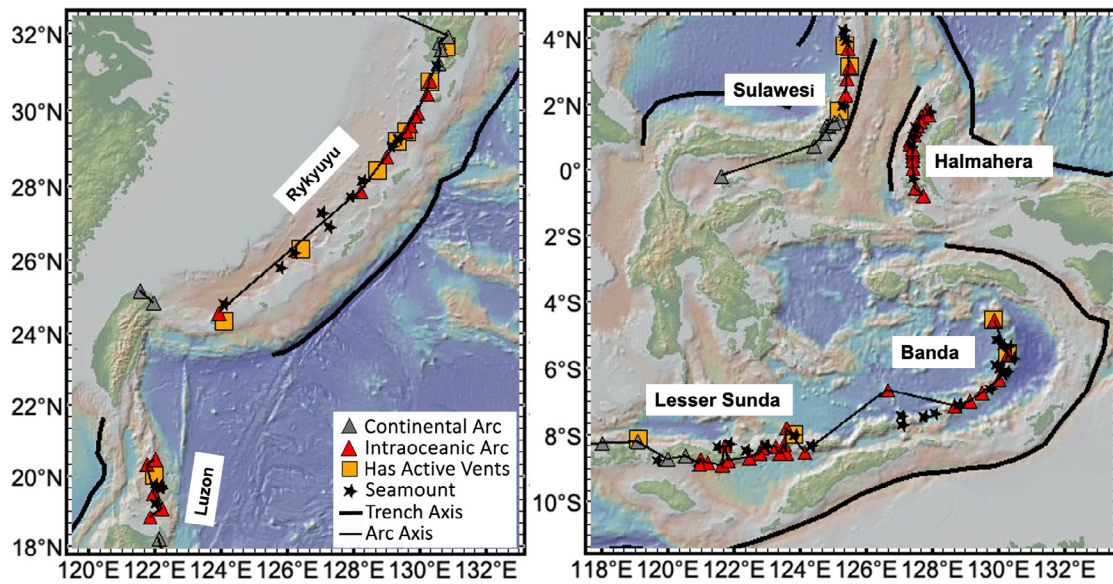 32°N
30°N
28°N
26°N
24°N
22°N
20°N
18°N
120°E 122°E 124°E 126°E 128°E 130°E 132°E
Rykyuyu
Luzon
Continental Arc
Intraoceanic Arc
Has Active Vents
Seamount
Trench Axis
Arc Axis
4°N
2°N
0°
2°S
4°S
6°S
8°S
10°S
118°E 120°E 122°E 124°E 126°E 128°E 130°E 132°E
Sulawesi
Halmahera
Banda
Lesser Sunda